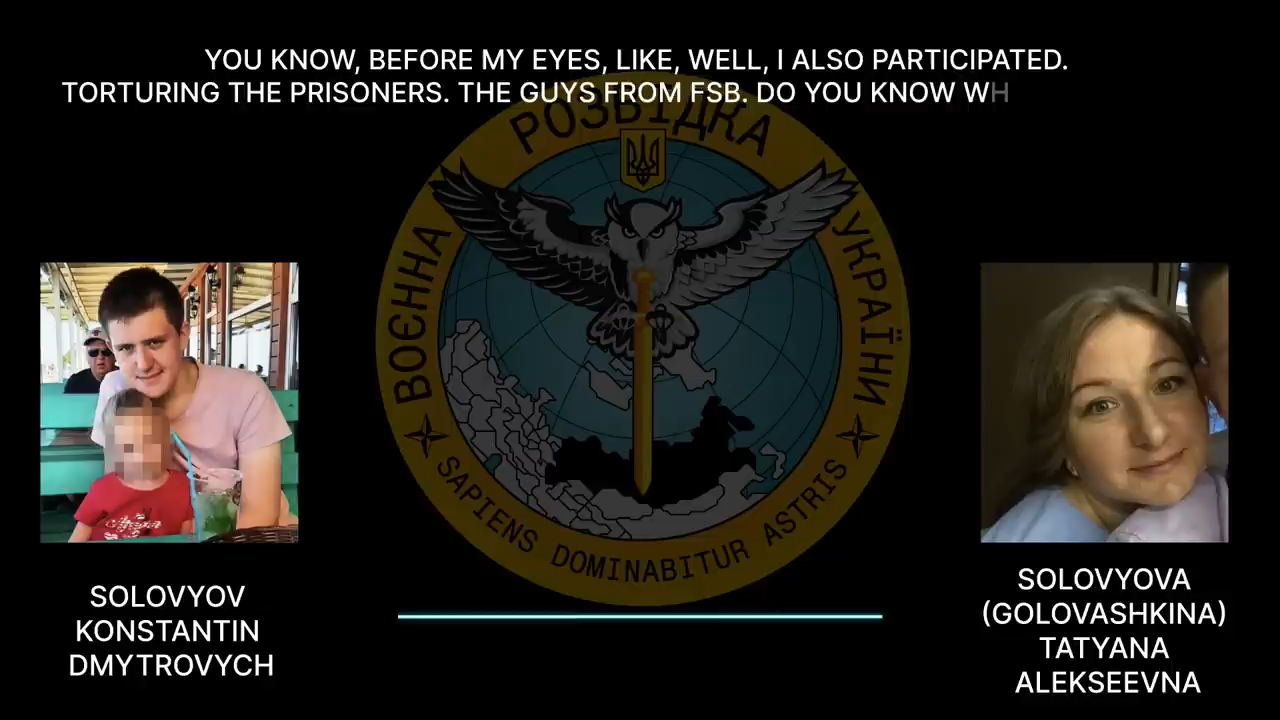 YOU KNOW, BEFORE MY EYES, LIKE, WELL, I ALSO PARTICIPATED.
TORTURING THE PRISONERS. THE GUYS FROM FSB. DO YOU KNOW WH
ВОЄННА РОЗВІДКА УКРАЇНИ
SAPIENS DOMINABITUR ASTRIS
SOLOVYOV
KONSTANTIN
DMYTROVYCH
SOLOVYOVA
(GOLOVASHKINA)
TATYANA
ALEKSEEVNA